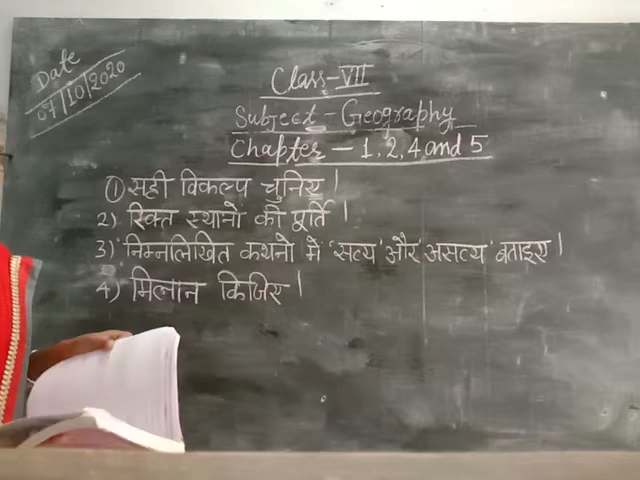 Date
07/10/2020
Class-VII
Subject - Geography
Chapter - 1, 2, 4 and 5
① सही विकल्प चुनिए।
2) रिक्त स्थानो की पूर्ति।
3) निम्नलिखित कथनो में 'सत्य' और 'असत्य' बताइए।
4) मिलान किजिए।